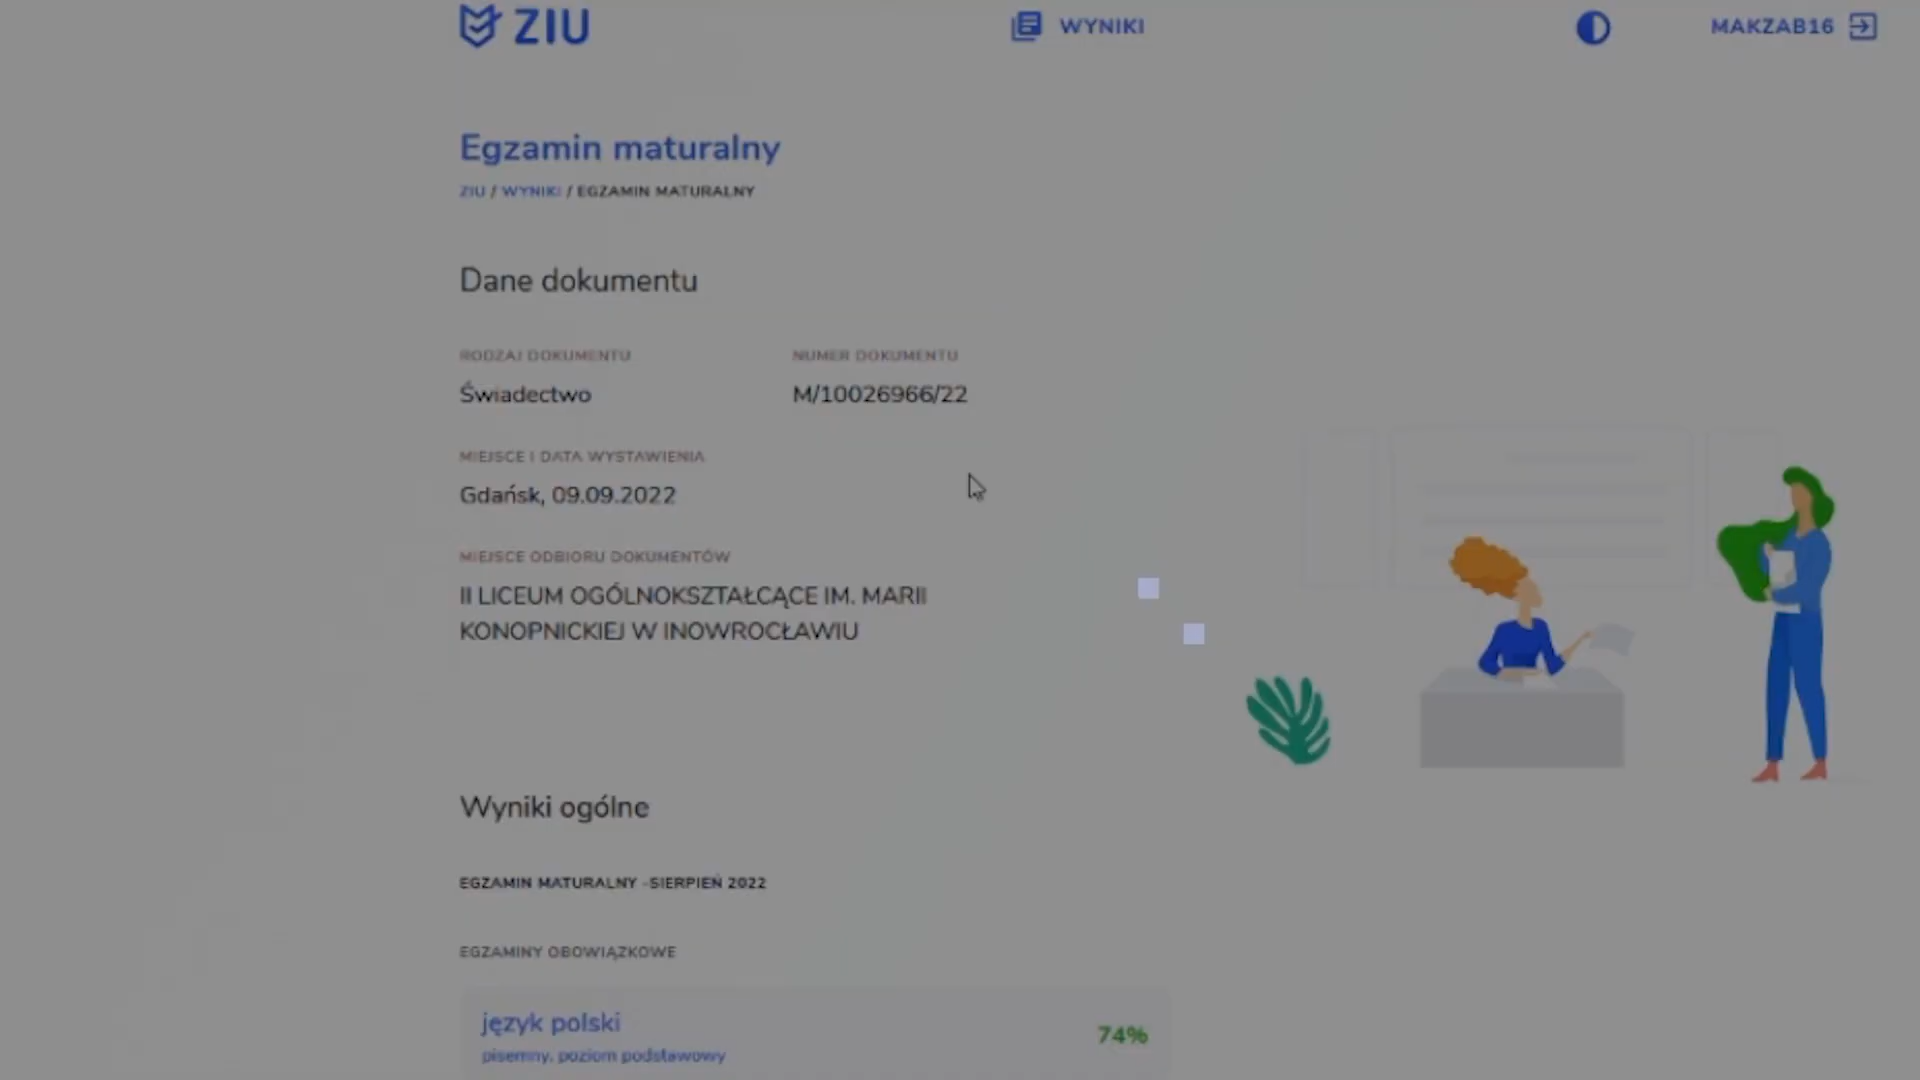 ZIU
WYNIKI
MAKZAB16
Egzamin maturalny
ZIU / WYNIKI / EGZAMIN MATURALNY
Dane dokumentu
RODZAJ DOKUMENTU
Świadectwo
NUMER DOKUMENTU
M/10026966/22
MIEJSCE I DATA WYSTAWIENIA
Gdańsk, 09.09.2022
MIEJSCE ODBIORU DOKUMENTÓW
II LICEUM OGÓLNOKSZTAŁCĄCE IM. MARII
KONOPNICKIEJ W INOWROCŁAWIU
Wyniki ogólne
EGZAMIN MATURALNY -SIERPIEŃ 2022
EGZAMINY OBOWIĄZKOWE
język polski
pisemny, poziom podstawowy
74%